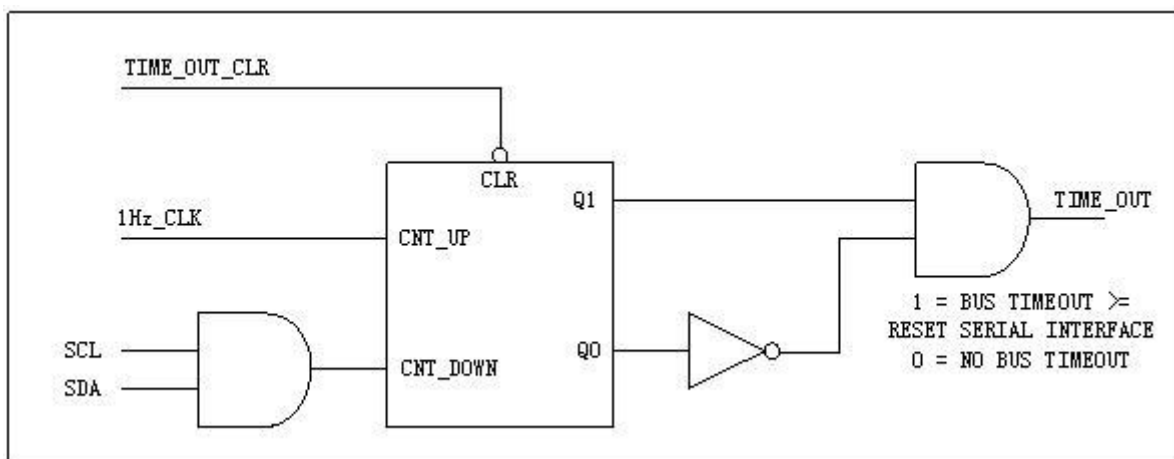 TIME_OUT_CLR
CLR
Q1
TIME_OUT
1Hz_CLK
CNT_UP
1 = BUS TIMEOUT >=
RESET SERIAL INTERFACE
0 = NO BUS TIMEOUT
SCL
SDA
CNT_DOWN
Q0